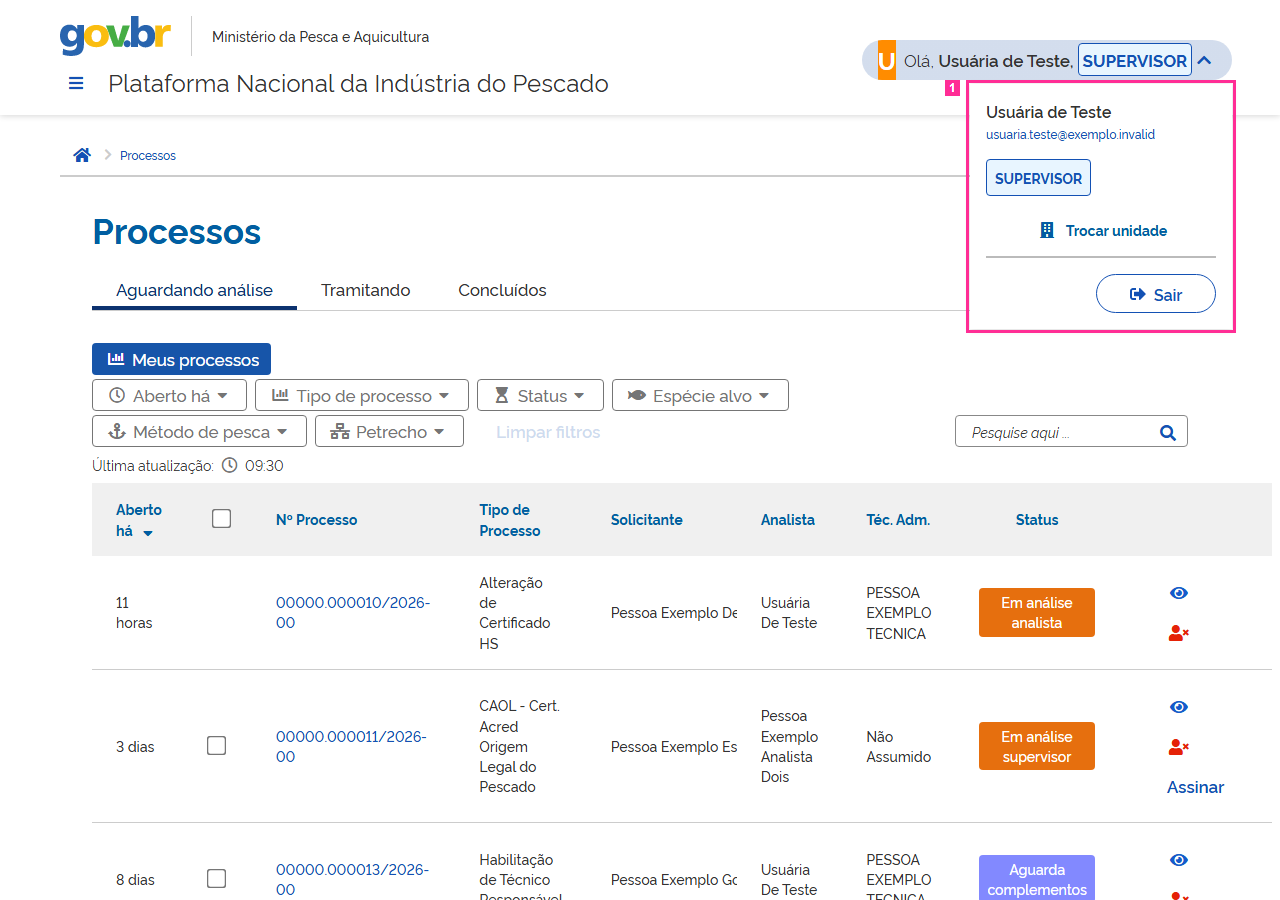 gov.br
Ministério da Pesca e Aquicultura
Plataforma Nacional da Indústria do Pescado
U Olá, Usuária de Teste, SUPERVISOR
1
Usuária de Teste
usuaria.teste@exemplo.invalid
SUPERVISOR
Trocar unidade
Sair
Processos
Processos
Aguardando análise Tramitando Concluídos
Meus processos
Aberto há Tipo de processo Status Espécie alvo
Método de pesca Petrecho Limpar filtros Pesquise aqui ...
Última atualização: 09:30
Aberto há Nº Processo Tipo de Processo Solicitante Analista Téc. Adm. Status
11 horas
00000.000010/2026-00
Alteração de Certificado HS
Pessoa Exemplo De
Usuária De Teste
PESSOA EXEMPLO TECNICA
Em análise analista
3 dias
00000.000011/2026-00
CAOL - Cert. Acred Origem Legal do Pescado
Pessoa Exemplo Es
Pessoa Exemplo Analista Dois
Não Assumido
Em análise supervisor
Assinar
8 dias
00000.000013/2026-00
Habilitação de Técnico Responsável
Pessoa Exemplo Go
Usuária De Teste
PESSOA EXEMPLO TECNICA
Aguarda complementos